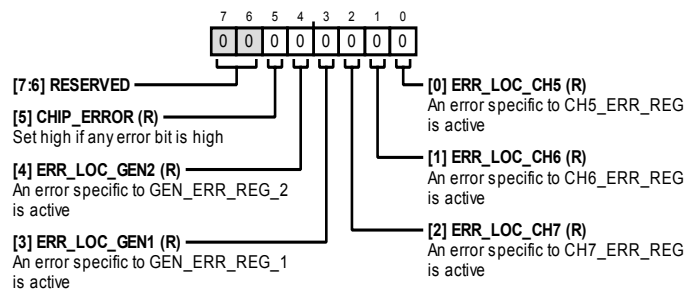 7 6 5 4 3 2 1 0
0 0 0 0 0 0 0 0
[7:6] RESERVED
[5] CHIP_ERROR (R)
Set high if any error bit is high
[4] ERR_LOC_GEN2 (R)
An error specific to GEN_ERR_REG_2
is active
[3] ERR_LOC_GEN1 (R)
An error specific to GEN_ERR_REG_1
is active
[0] ERR_LOC_CH5 (R)
An error specific to CH5_ERR_REG
is active
[1] ERR_LOC_CH6 (R)
An error specific to CH6_ERR_REG
is active
[2] ERR_LOC_CH7 (R)
An error specific to CH7_ERR_REG
is active